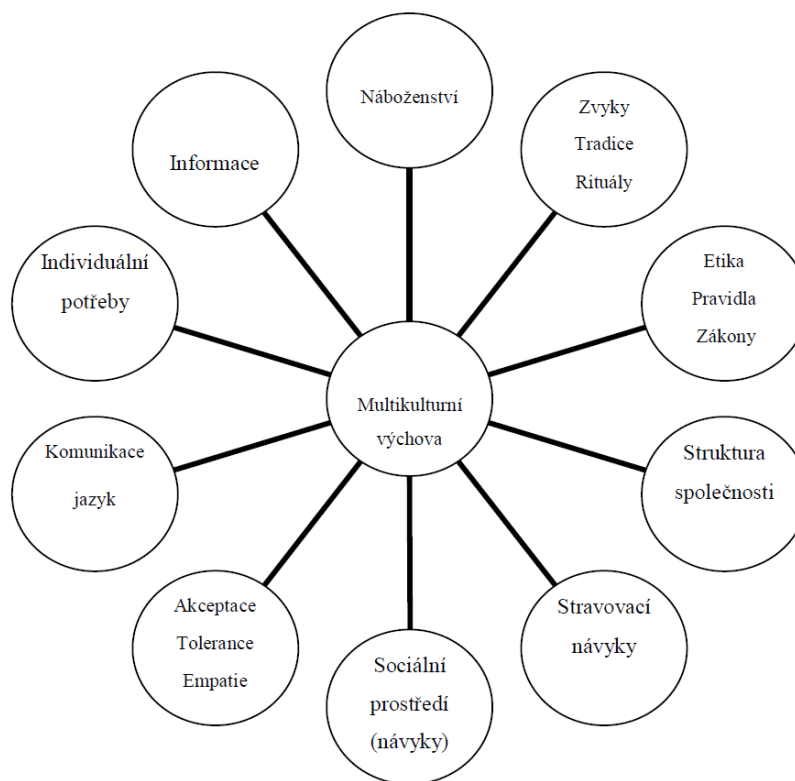 Náboženství
Zvyky
Tradice
Rituály
Etika
Pravidla
Zákony
Struktura
společnosti
Stravovací
návyky
Sociální
prostředí
(návyky)
Akceptace
Tolerance
Empatie
Komunikace
jazyk
Individuální
potřeby
Informace
Multikulturní
výchova